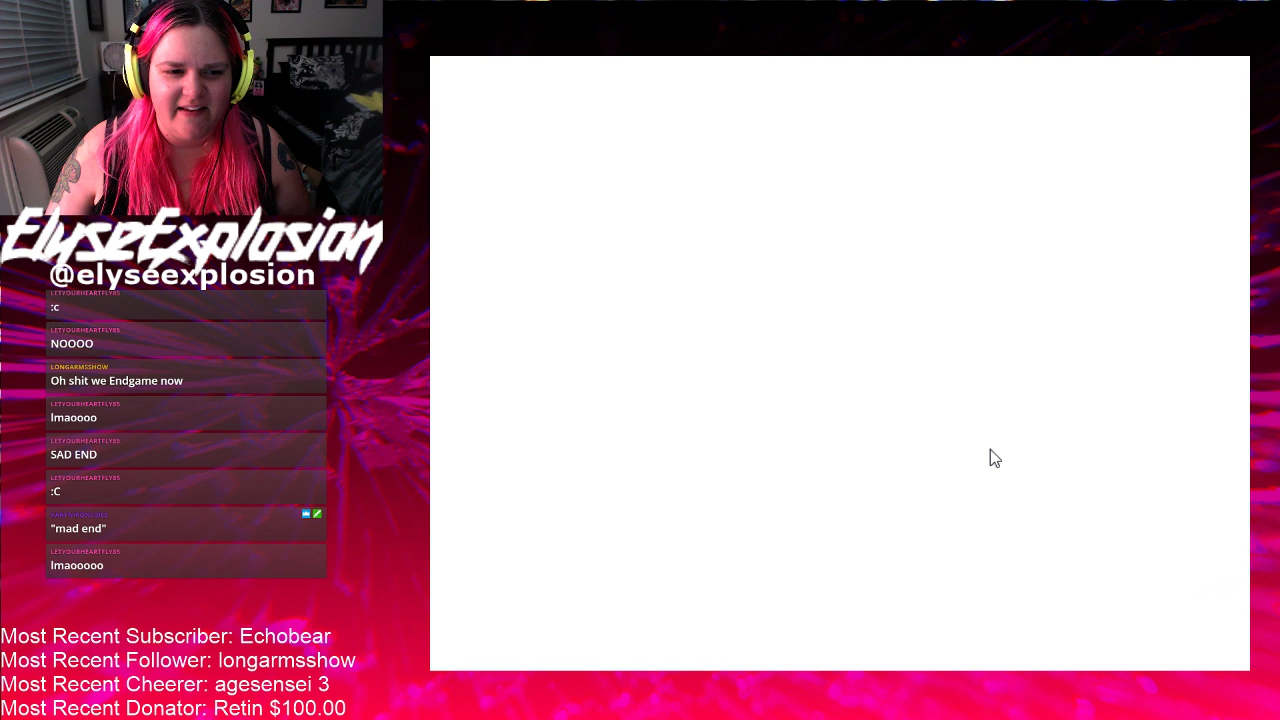 ElyseExplosion
@elyseexplosion
LETYOURHEARTFLY85
:c
LETYOURHEARTFLY85
NOOOO
LONGARMSSHOW
Oh shit we Endgame now
LETYOURHEARTFLY85
lmaoooo
LETYOURHEARTFLY85
SAD END
LETYOURHEARTFLY85
:C
"mad end"
LETYOURHEARTFLY85
lmaooooo
Most Recent Subscriber: Echobear
Most Recent Follower: longarmsshow
Most Recent Cheerer: agesensei 3
Most Recent Donator: Retin $100.00